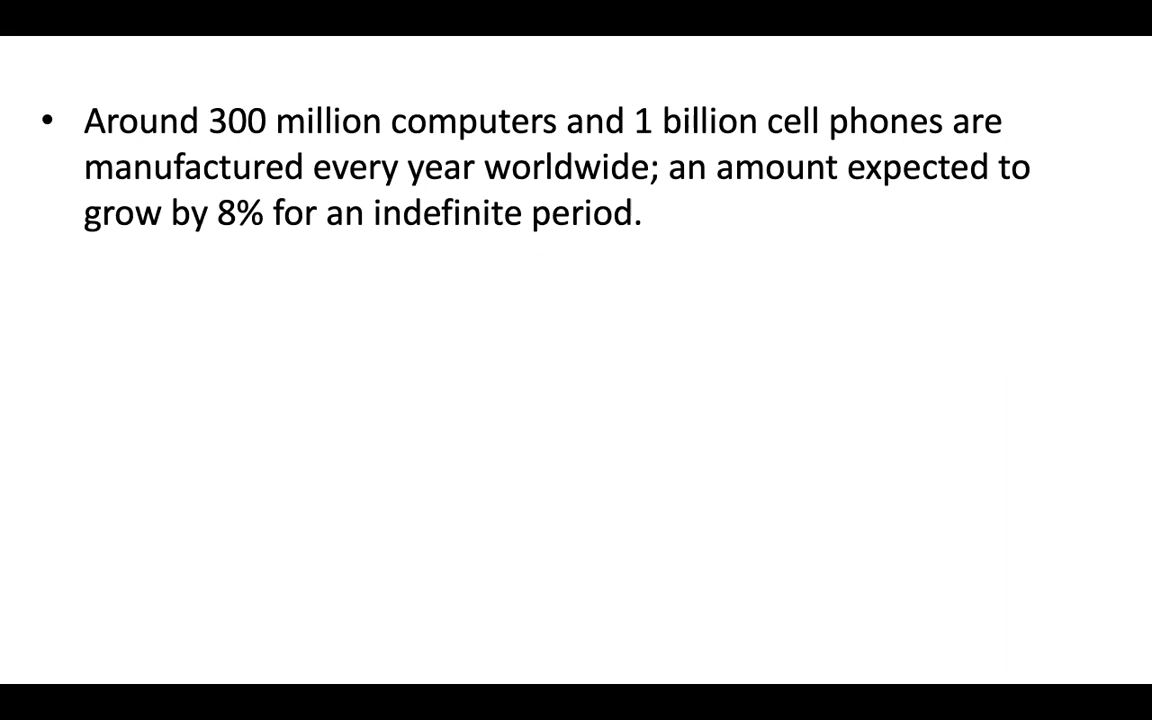 • Around 300 million computers and 1 billion cell phones are
manufactured every year worldwide; an amount expected to
grow by 8% for an indefinite period.